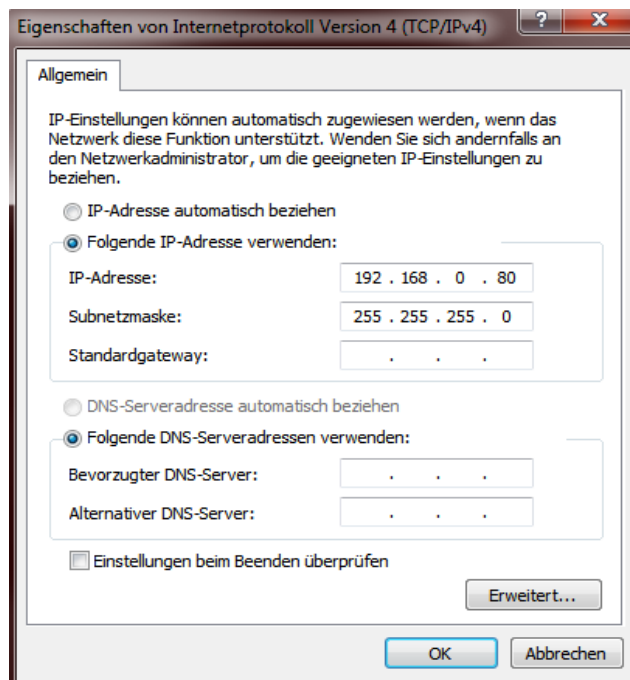 Eigenschaften von Internetprotokoll Version 4 (TCP/IPv4)
?
X
Allgemein
IP-Einstellungen können automatisch zugewiesen werden, wenn das
Netzwerk diese Funktion unterstützt. Wenden Sie sich andernfalls an
den Netzwerkadministrator, um die geeigneten IP-Einstellungen zu
beziehen.
IP-Adresse automatisch beziehen
Folgende IP-Adresse verwenden:
IP-Adresse: 192 . 168 . 0 . 80
Subnetzmaske: 255 . 255 . 255 . 0
Standardgateway: . . .
DNS-Serveradresse automatisch beziehen
Folgende DNS-Serveradressen verwenden:
Bevorzugter DNS-Server: . . .
Alternativer DNS-Server: . . .
Einstellungen beim Beenden überprüfen
Erweitert...
OK Abbrechen